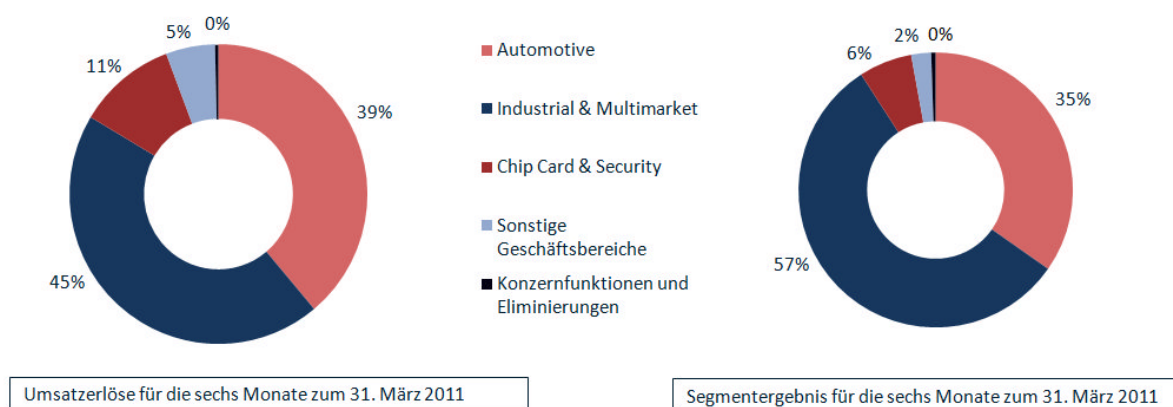 0%
5%
11%
39%
45%
Automotive
Industrial & Multimarket
Chip Card & Security
Sonstige
Geschäftsbereiche
Konzernfunktionen und
Eliminierungen
0%
2%
6%
35%
57%
Umsatzerlöse für die sechs Monate zum 31. März 2011
Segmentergebnis für die sechs Monate zum 31. März 2011